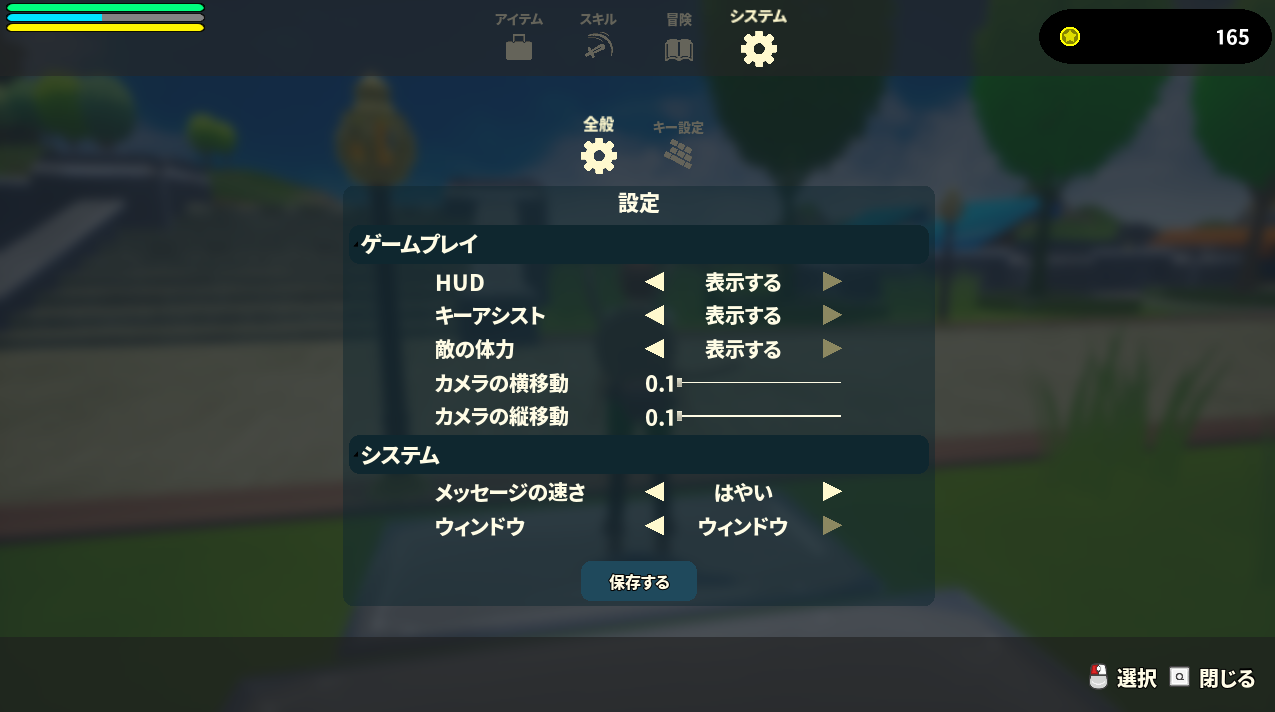 アイテム スキル 冒険 システム
165
全般 キー設定
設定
ゲームプレイ
HUD 表示する
キーアシスト 表示する
敵の体力 表示する
カメラの横移動 0.1
カメラの縦移動 0.1
システム
メッセージの速さ はやい
ウィンドウ ウィンドウ
保存する
選択 Q 閉じる